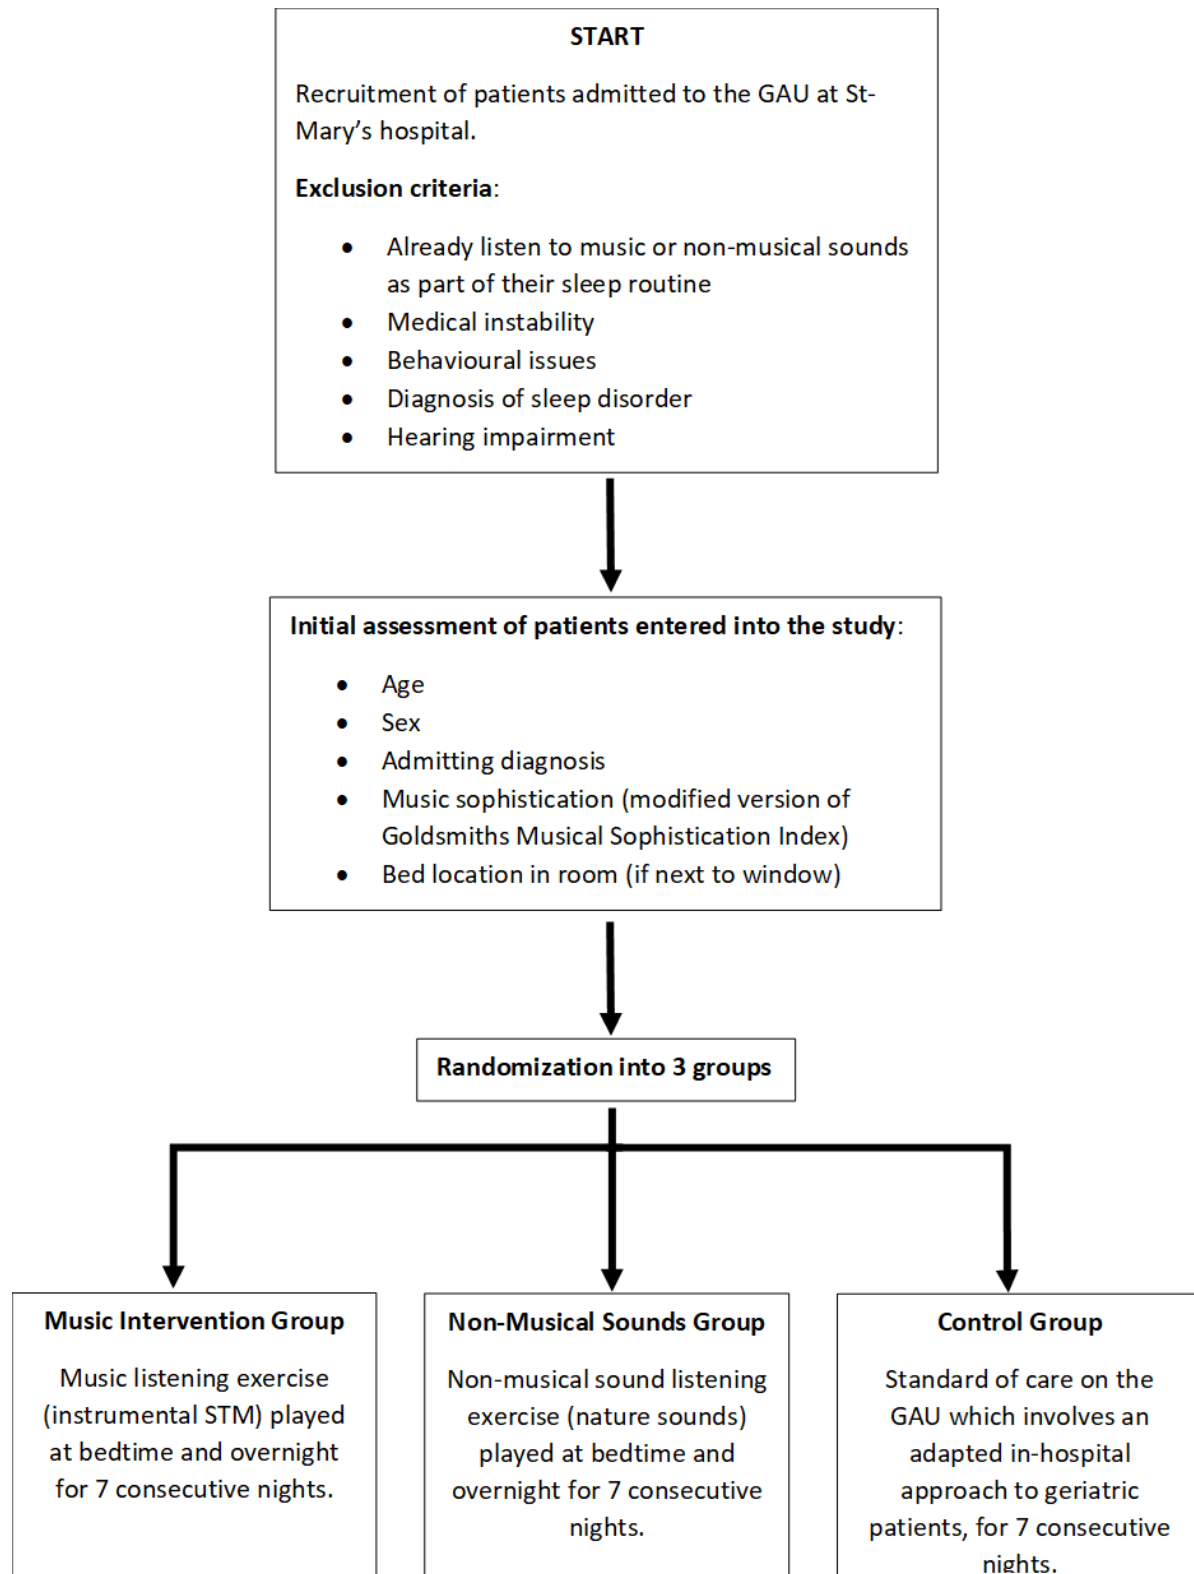 START
Recruitment of patients admitted to the GAU at St-
Mary’s hospital.
Exclusion criteria:
• Already listen to music or non-musical sounds
as part of their sleep routine
• Medical instability
• Behavioural issues
• Diagnosis of sleep disorder
• Hearing impairment
Initial assessment of patients entered into the study:
• Age
• Sex
• Admitting diagnosis
• Music sophistication (modified version of
Goldsmiths Musical Sophistication Index)
• Bed location in room (if next to window)
Randomization into 3 groups
Music Intervention Group
Music listening exercise
(instrumental STM) played
at bedtime and overnight
for 7 consecutive nights.
Non-Musical Sounds Group
Non-musical sound listening
exercise (nature sounds)
played at bedtime and
overnight for 7 consecutive
nights.
Control Group
Standard of care on the
GAU which involves an
adapted in-hospital
approach to geriatric
patients, for 7 consecutive
nights.